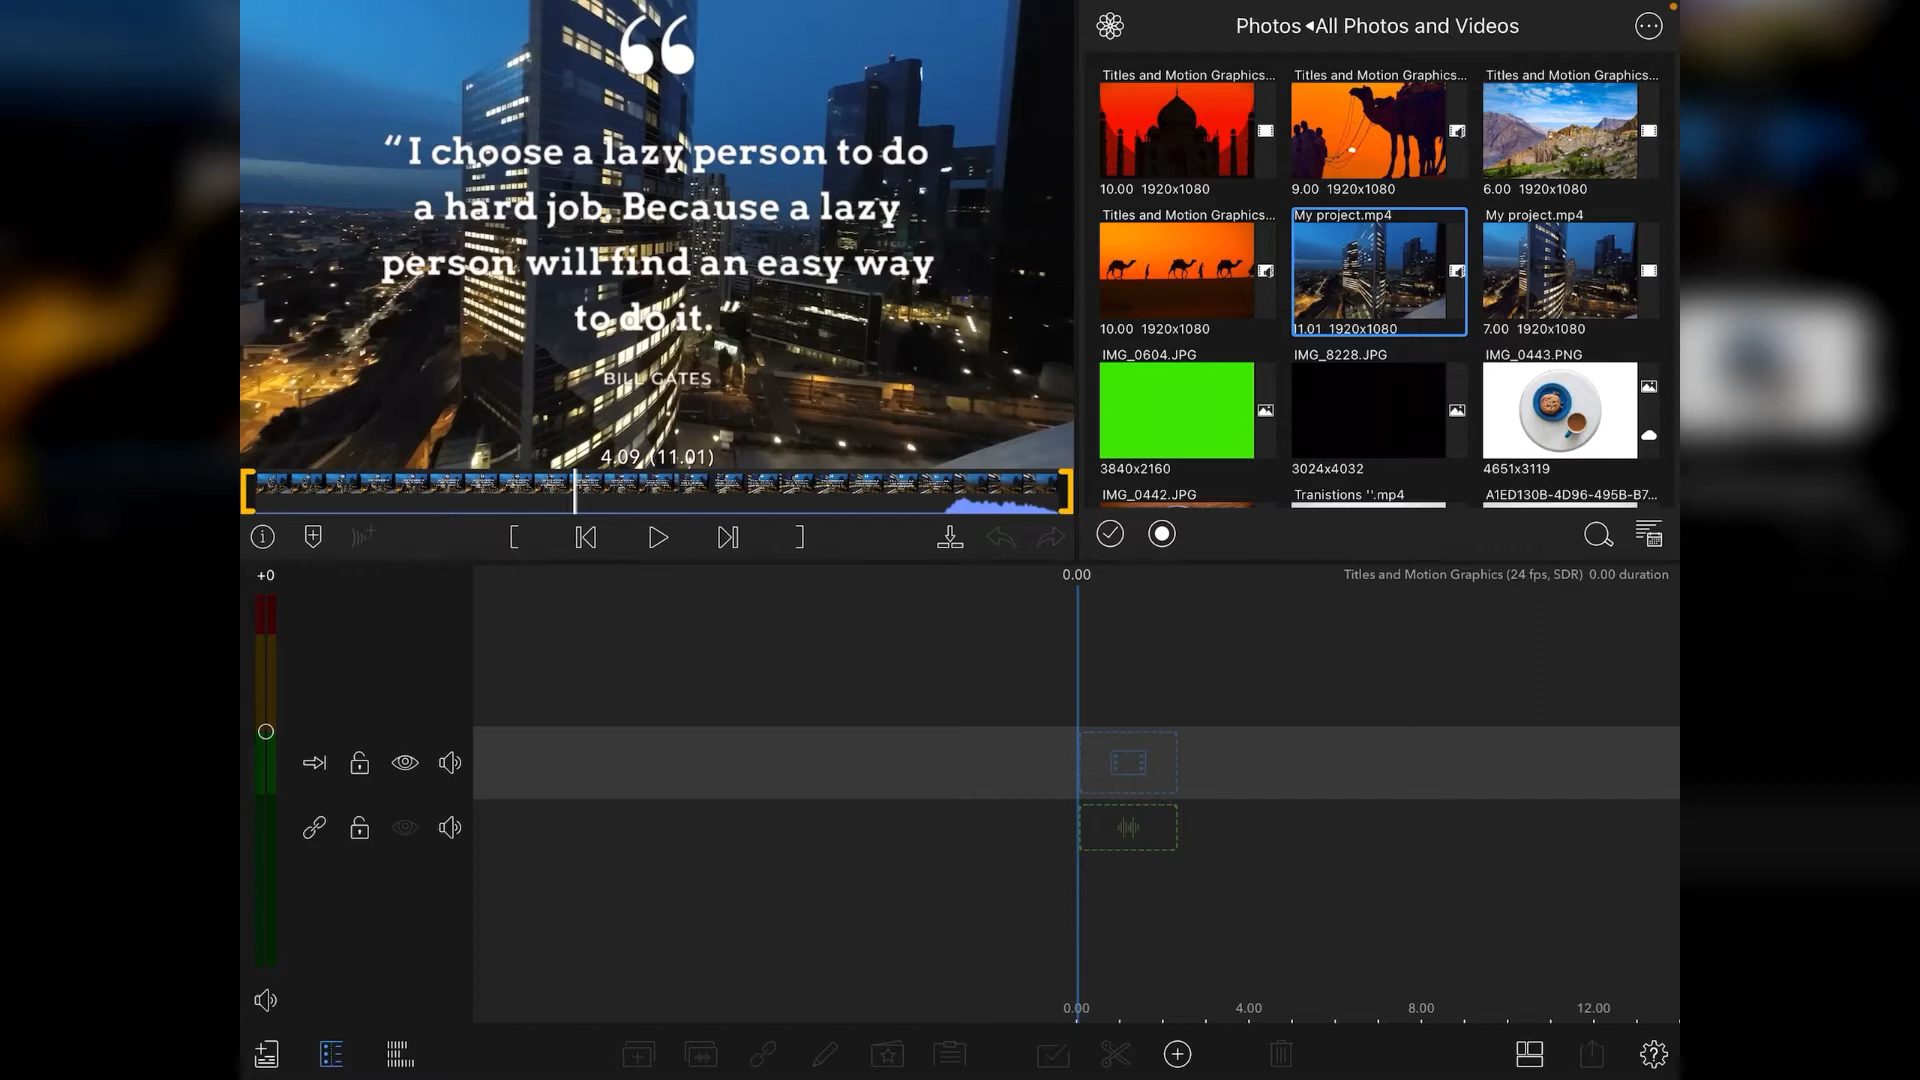 “I choose a lazy person to do
a hard job. Because a lazy
person will find an easy way
to do it.”
BILL GATES
4.09 (11.01)
Photos◂All Photos and Videos
Titles and Motion Graphics... Titles and Motion Graphics... Titles and Motion Graphics...
10.00 1920x1080 9.00 1920x1080 6.00 1920x1080
Titles and Motion Graphics... My project.mp4 My project.mp4
10.00 1920x1080 11.01 1920x1080 7.00 1920x1080
IMG_0604.JPG IMG_8228.JPG IMG_0443.PNG
3840x2160 3024x4032 4651x3119
IMG_0442.JPG Tranistions ''.mp4 A1ED130B-4D96-495B-B7...
+0 0.00 Titles and Motion Graphics (24 fps, SDR) 0.00 duration
0.00 4.00 8.00 12.00